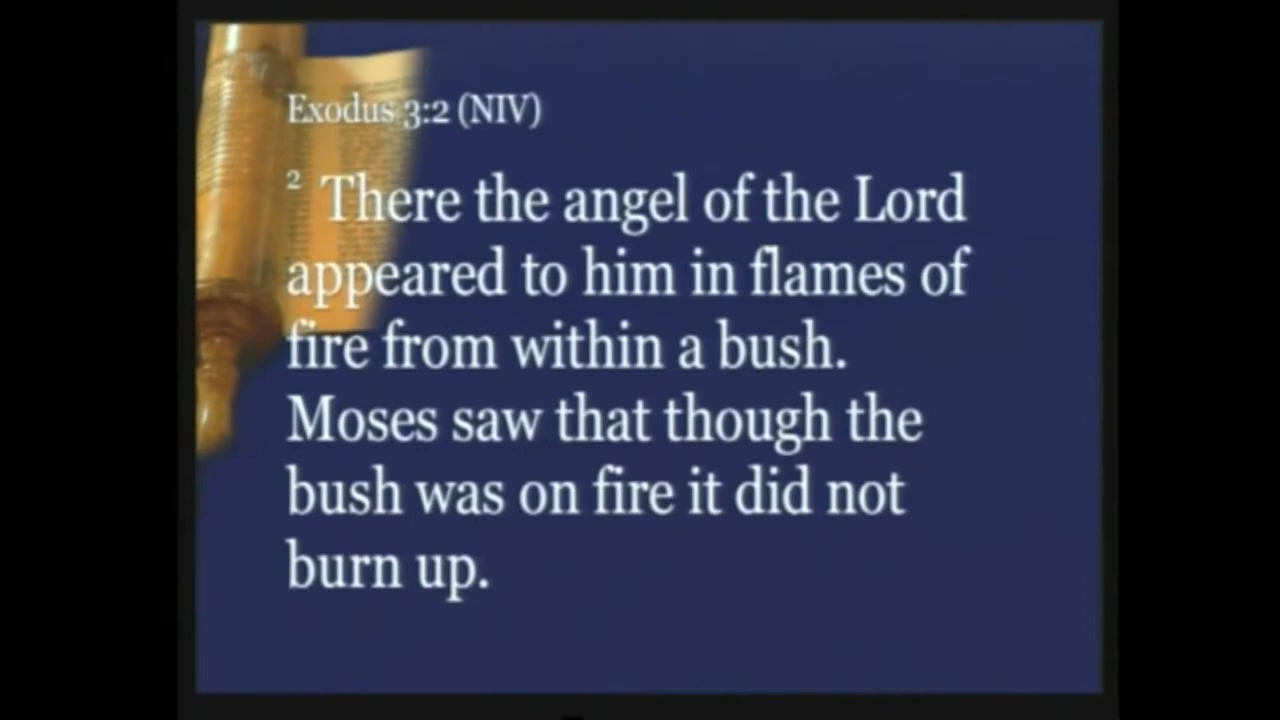 Exodus 3:2 (NIV)
2 There the angel of the Lord
appeared to him in flames of
fire from within a bush.
Moses saw that though the
bush was on fire it did not
burn up.